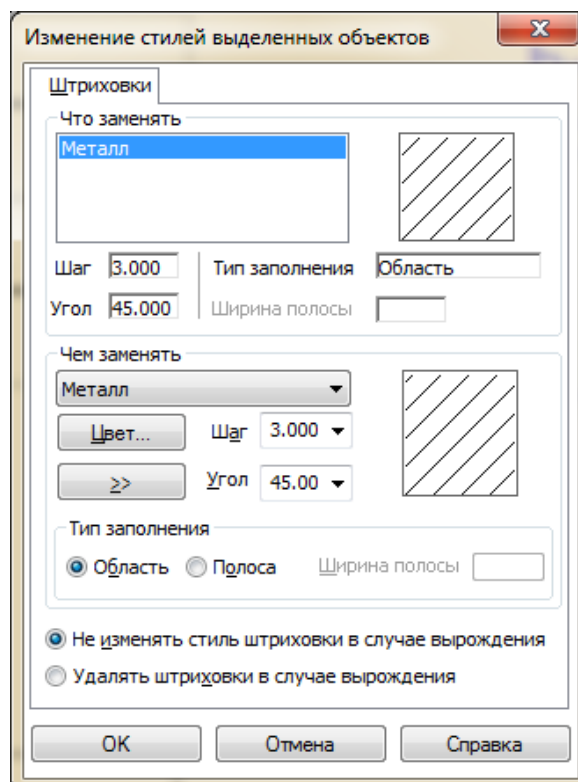 Изменение стилей выделенных объектов
Штриховки
Что заменять
Металл
Шаг 3.000 Тип заполнения Область
Угол 45.000 Ширина полосы
Чем заменять
Металл
Цвет... Шаг 3.000
>> Угол 45.00
Тип заполнения
Область Полоса Ширина полосы
Не изменять стиль штриховки в случае вырождения
Удалять штриховки в случае вырождения
OK Отмена Справка